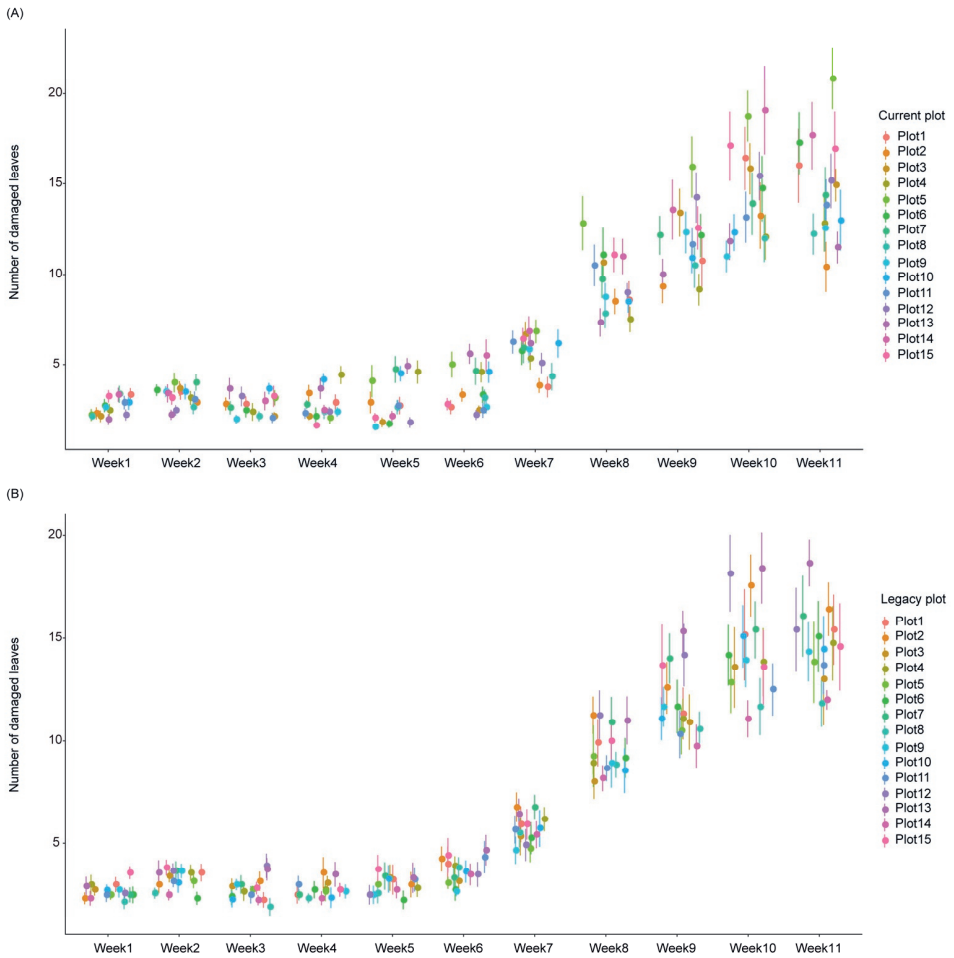 (A)
Number of damaged leaves
20
15
10
5
Week1 Week2 Week3 Week4 Week5 Week6 Week7 Week8 Week9 Week10 Week11
Current plot
Plot1
Plot2
Plot3
Plot4
Plot5
Plot6
Plot7
Plot8
Plot9
Plot10
Plot11
Plot12
Plot13
Plot14
Plot15
(B)
Number of damaged leaves
20
15
10
5
Week1 Week2 Week3 Week4 Week5 Week6 Week7 Week8 Week9 Week10 Week11
Legacy plot
Plot1
Plot2
Plot3
Plot4
Plot5
Plot6
Plot7
Plot8
Plot9
Plot10
Plot11
Plot12
Plot13
Plot14
Plot15